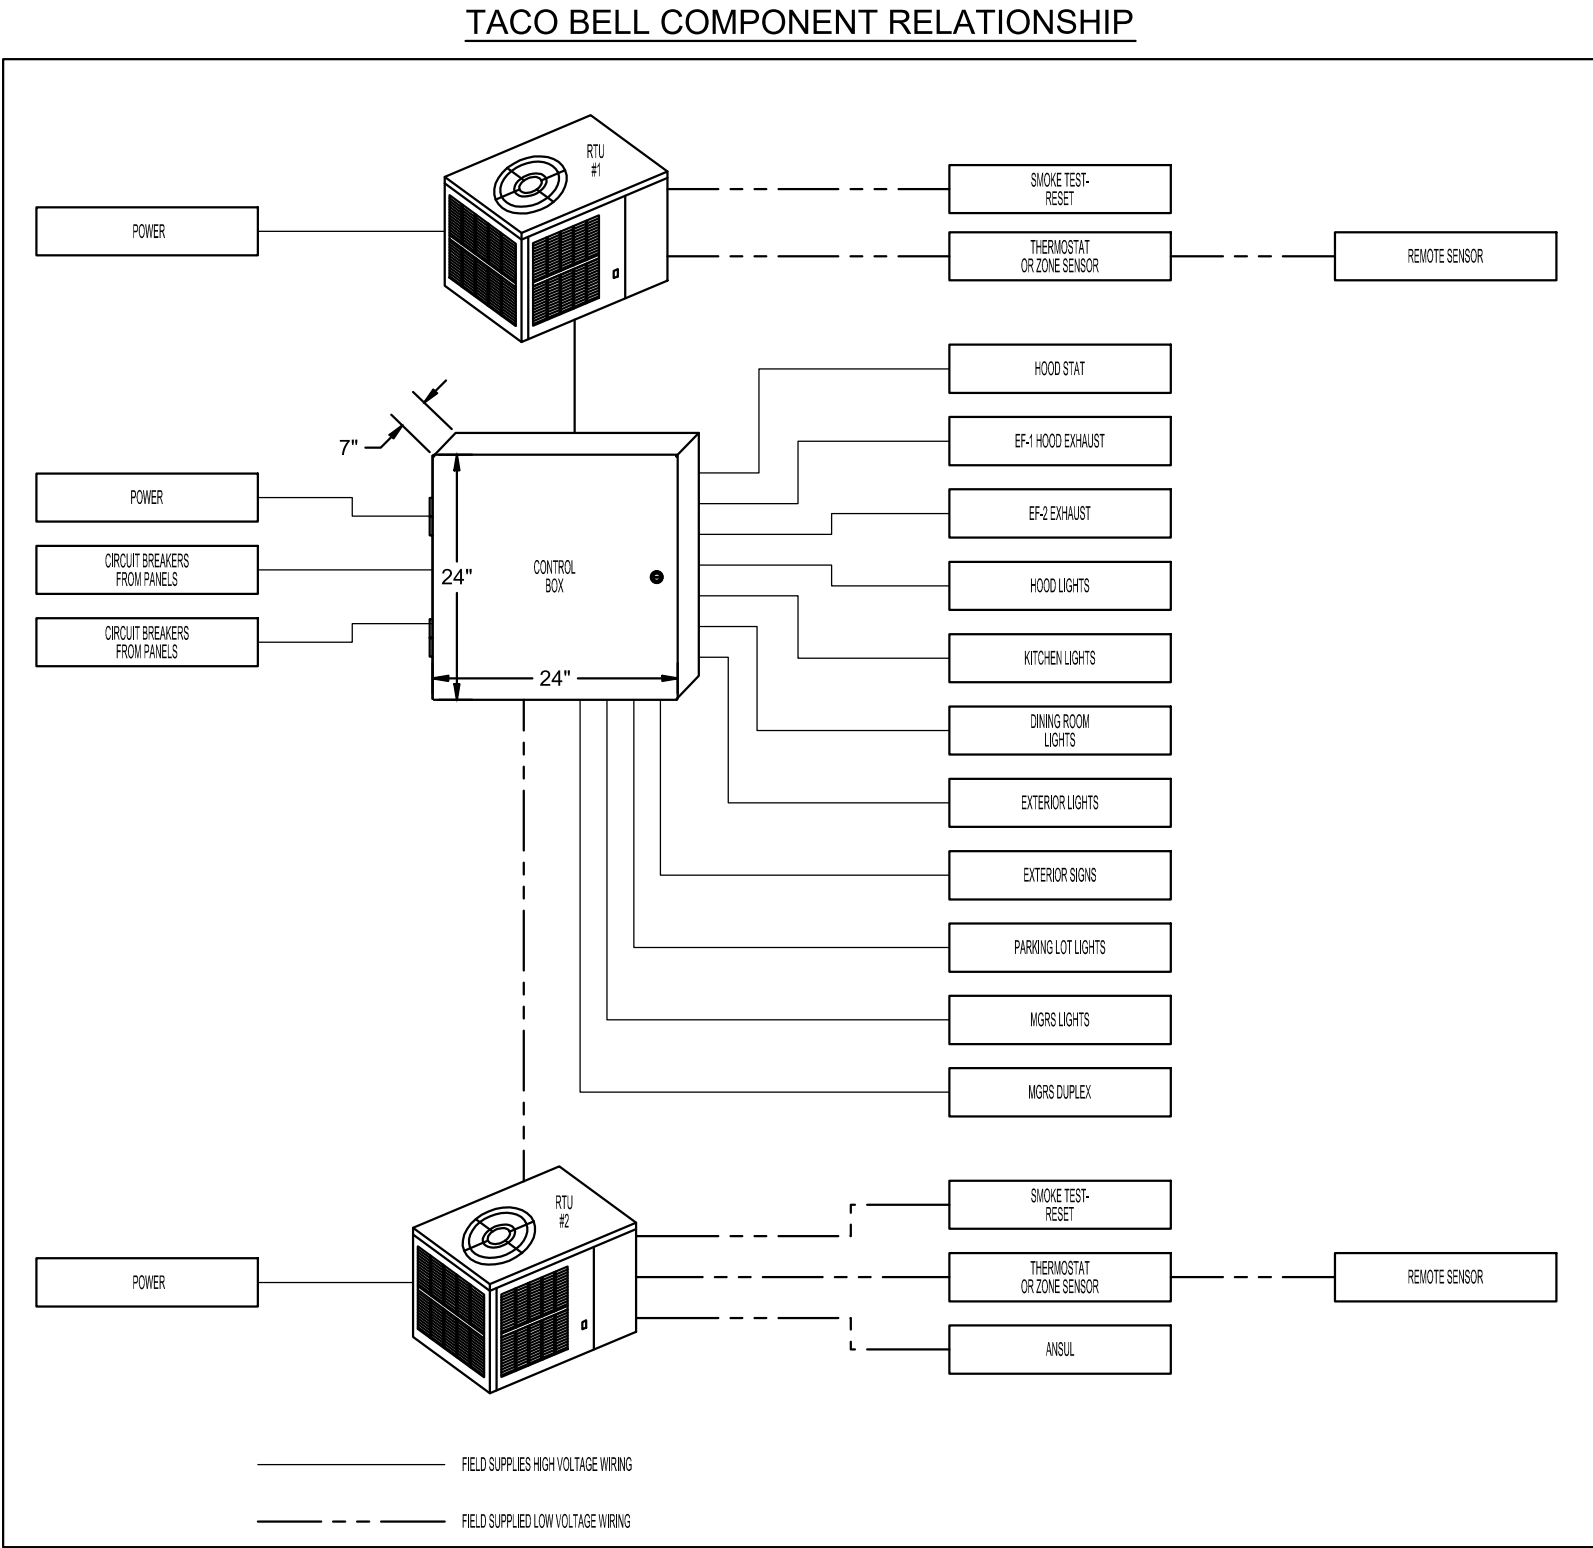 TACO BELL COMPONENT RELATIONSHIP
RTU
#1
POWER
SMOKE TEST-
RESET
THERMOSTAT
OR ZONE SENSOR
REMOTE SENSOR
HOOD STAT
7"
EF-1 HOOD EXHAUST
POWER
EF-2 EXHAUST
CIRCUIT BREAKERS
FROM PANELS
24"
CONTROL
BOX
HOOD LIGHTS
CIRCUIT BREAKERS
FROM PANELS
KITCHEN LIGHTS
24"
DINING ROOM
LIGHTS
EXTERIOR LIGHTS
EXTERIOR SIGNS
PARKING LOT LIGHTS
MGRS LIGHTS
MGRS DUPLEX
RTU
#2
SMOKE TEST-
RESET
POWER
THERMOSTAT
OR ZONE SENSOR
REMOTE SENSOR
ANSUL
FIELD SUPPLIES HIGH VOLTAGE WIRING
FIELD SUPPLIED LOW VOLTAGE WIRING